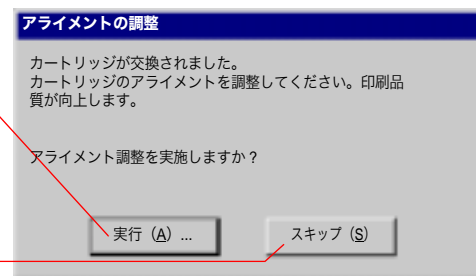 アライメントの調整
カートリッジが交換されました。
カートリッジのアライメントを調整してください。印刷品
質が向上します。
アライメント調整を実施しますか？
実行（A）...
スキップ（S）